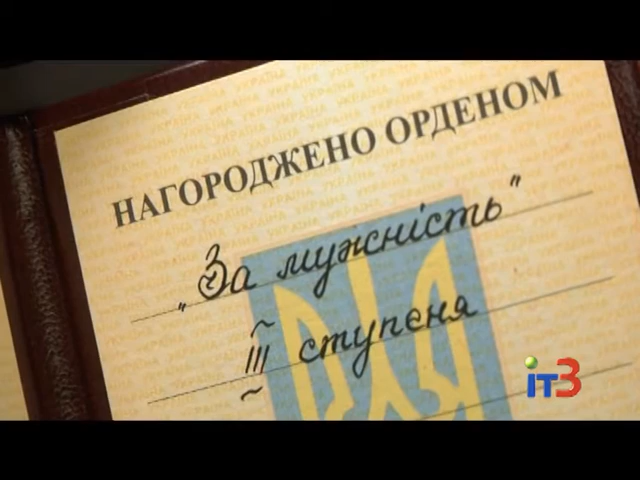 НАГОРОДЖЕНО ОРДЕНОМ
„За мужність"
III ступеня
іт3